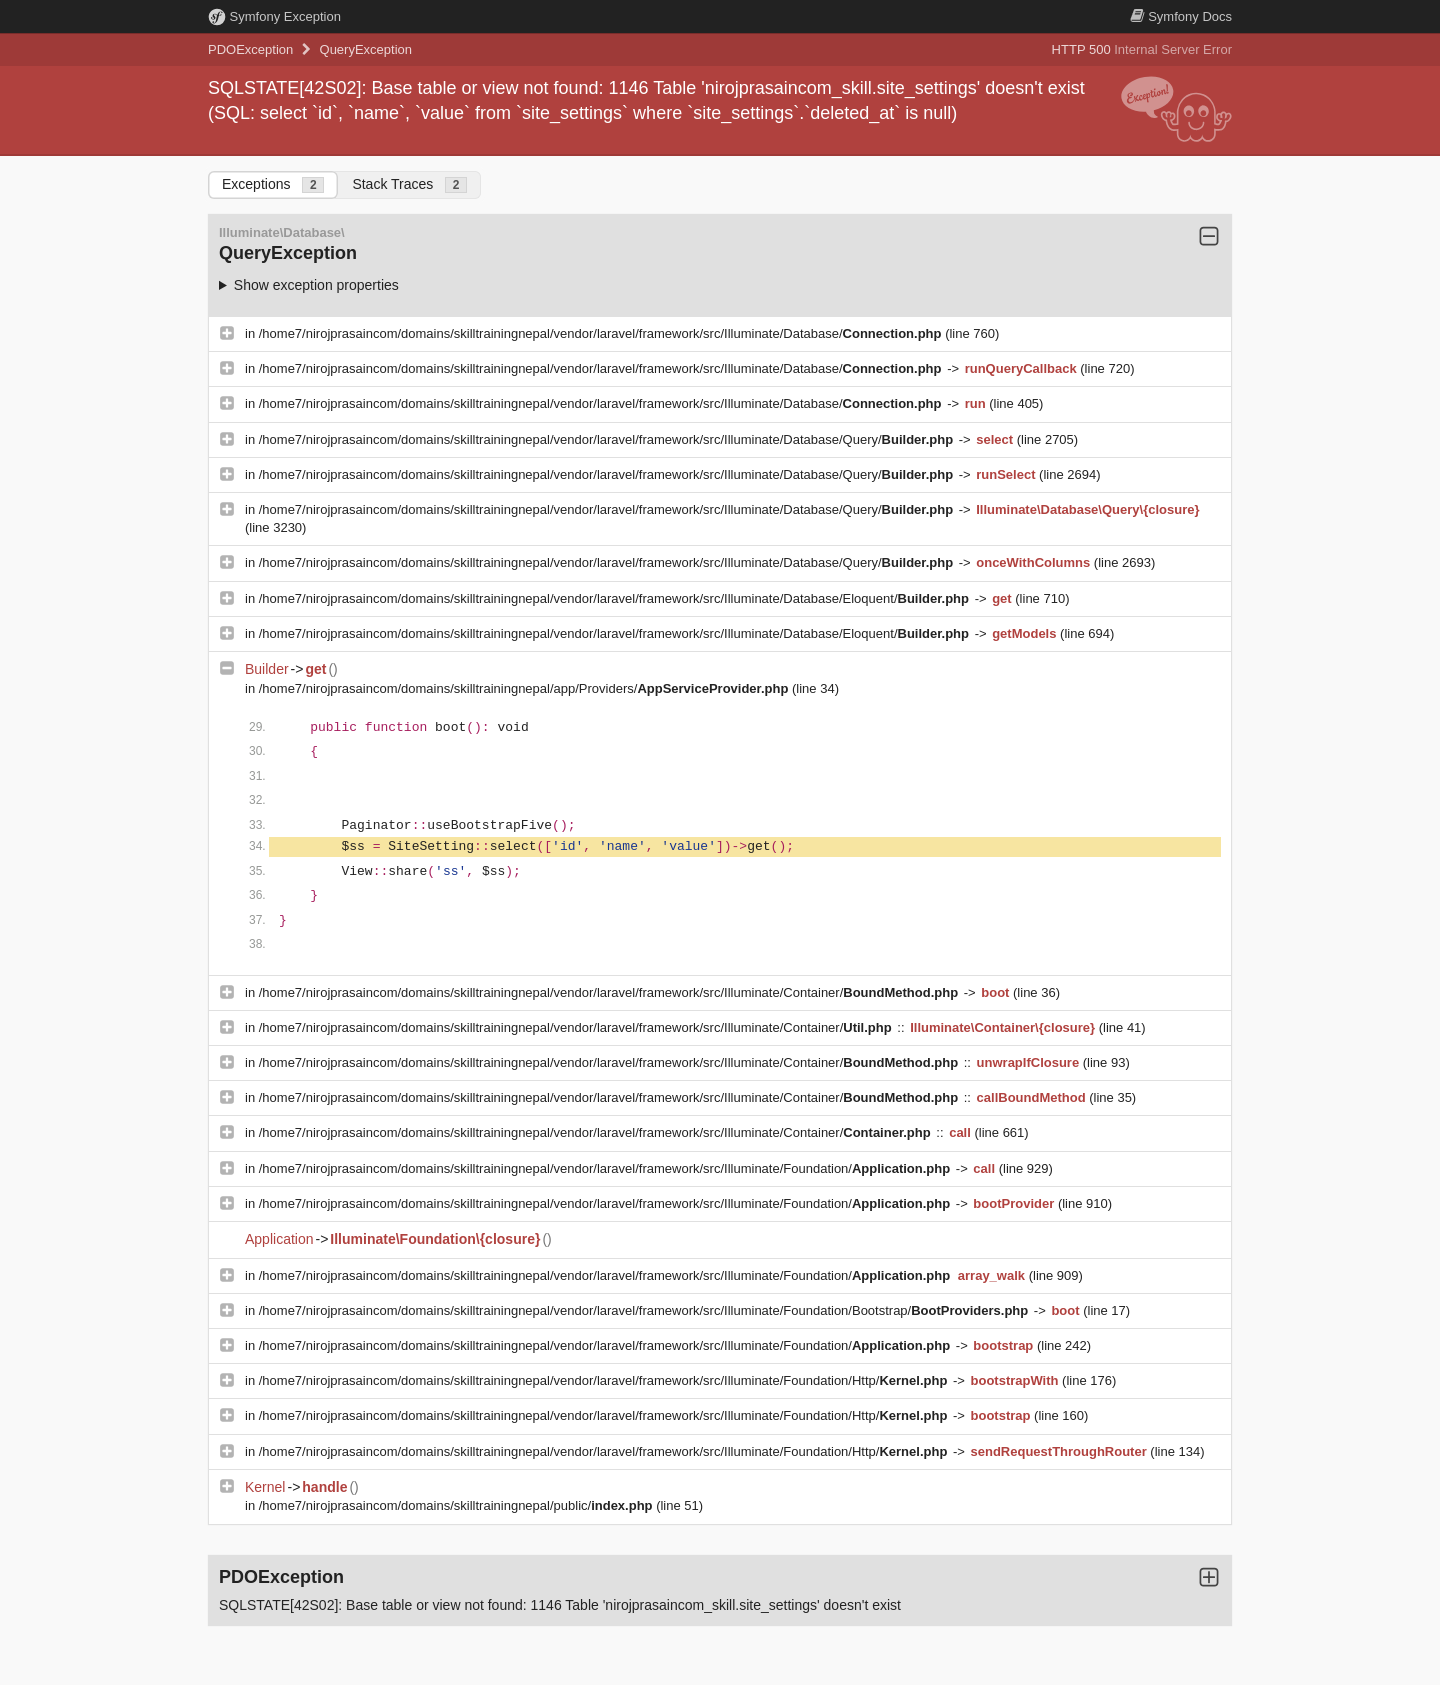 Symfony Exception
Symfony Docs
PDOException QueryException
HTTP 500 Internal Server Error
SQLSTATE[42S02]: Base table or view not found: 1146 Table 'nirojprasaincom_skill.site_settings' doesn't exist
(SQL: select `id`, `name`, `value` from `site_settings` where `site_settings`.`deleted_at` is null)
Exception!
Exceptions 2 Stack Traces 2
Illuminate\Database\
QueryException
Show exception properties
in /home7/nirojprasaincom/domains/skilltrainingnepal/vendor/laravel/framework/src/Illuminate/Database/Connection.php (line 760)
in /home7/nirojprasaincom/domains/skilltrainingnepal/vendor/laravel/framework/src/Illuminate/Database/Connection.php -> runQueryCallback (line 720)
in /home7/nirojprasaincom/domains/skilltrainingnepal/vendor/laravel/framework/src/Illuminate/Database/Connection.php -> run (line 405)
in /home7/nirojprasaincom/domains/skilltrainingnepal/vendor/laravel/framework/src/Illuminate/Database/Query/Builder.php -> select (line 2705)
in /home7/nirojprasaincom/domains/skilltrainingnepal/vendor/laravel/framework/src/Illuminate/Database/Query/Builder.php -> runSelect (line 2694)
in /home7/nirojprasaincom/domains/skilltrainingnepal/vendor/laravel/framework/src/Illuminate/Database/Query/Builder.php -> Illuminate\Database\Query\{closure}
(line 3230)
in /home7/nirojprasaincom/domains/skilltrainingnepal/vendor/laravel/framework/src/Illuminate/Database/Query/Builder.php -> onceWithColumns (line 2693)
in /home7/nirojprasaincom/domains/skilltrainingnepal/vendor/laravel/framework/src/Illuminate/Database/Eloquent/Builder.php -> get (line 710)
in /home7/nirojprasaincom/domains/skilltrainingnepal/vendor/laravel/framework/src/Illuminate/Database/Eloquent/Builder.php -> getModels (line 694)
Builder->get()
in /home7/nirojprasaincom/domains/skilltrainingnepal/app/Providers/AppServiceProvider.php (line 34)
29. public function boot(): void
30. {
31.
32.
33. Paginator::useBootstrapFive();
34. $ss = SiteSetting::select(['id', 'name', 'value'])->get();
35. View::share('ss', $ss);
36. }
37. }
38.
in /home7/nirojprasaincom/domains/skilltrainingnepal/vendor/laravel/framework/src/Illuminate/Container/BoundMethod.php -> boot (line 36)
in /home7/nirojprasaincom/domains/skilltrainingnepal/vendor/laravel/framework/src/Illuminate/Container/Util.php :: Illuminate\Container\{closure} (line 41)
in /home7/nirojprasaincom/domains/skilltrainingnepal/vendor/laravel/framework/src/Illuminate/Container/BoundMethod.php :: unwrapIfClosure (line 93)
in /home7/nirojprasaincom/domains/skilltrainingnepal/vendor/laravel/framework/src/Illuminate/Container/BoundMethod.php :: callBoundMethod (line 35)
in /home7/nirojprasaincom/domains/skilltrainingnepal/vendor/laravel/framework/src/Illuminate/Container/Container.php :: call (line 661)
in /home7/nirojprasaincom/domains/skilltrainingnepal/vendor/laravel/framework/src/Illuminate/Foundation/Application.php -> call (line 929)
in /home7/nirojprasaincom/domains/skilltrainingnepal/vendor/laravel/framework/src/Illuminate/Foundation/Application.php -> bootProvider (line 910)
Application->Illuminate\Foundation\{closure}()
in /home7/nirojprasaincom/domains/skilltrainingnepal/vendor/laravel/framework/src/Illuminate/Foundation/Application.php array_walk (line 909)
in /home7/nirojprasaincom/domains/skilltrainingnepal/vendor/laravel/framework/src/Illuminate/Foundation/Bootstrap/BootProviders.php -> boot (line 17)
in /home7/nirojprasaincom/domains/skilltrainingnepal/vendor/laravel/framework/src/Illuminate/Foundation/Application.php -> bootstrap (line 242)
in /home7/nirojprasaincom/domains/skilltrainingnepal/vendor/laravel/framework/src/Illuminate/Foundation/Http/Kernel.php -> bootstrapWith (line 176)
in /home7/nirojprasaincom/domains/skilltrainingnepal/vendor/laravel/framework/src/Illuminate/Foundation/Http/Kernel.php -> bootstrap (line 160)
in /home7/nirojprasaincom/domains/skilltrainingnepal/vendor/laravel/framework/src/Illuminate/Foundation/Http/Kernel.php -> sendRequestThroughRouter (line 134)
Kernel->handle()
in /home7/nirojprasaincom/domains/skilltrainingnepal/public/index.php (line 51)
PDOException
SQLSTATE[42S02]: Base table or view not found: 1146 Table 'nirojprasaincom_skill.site_settings' doesn't exist